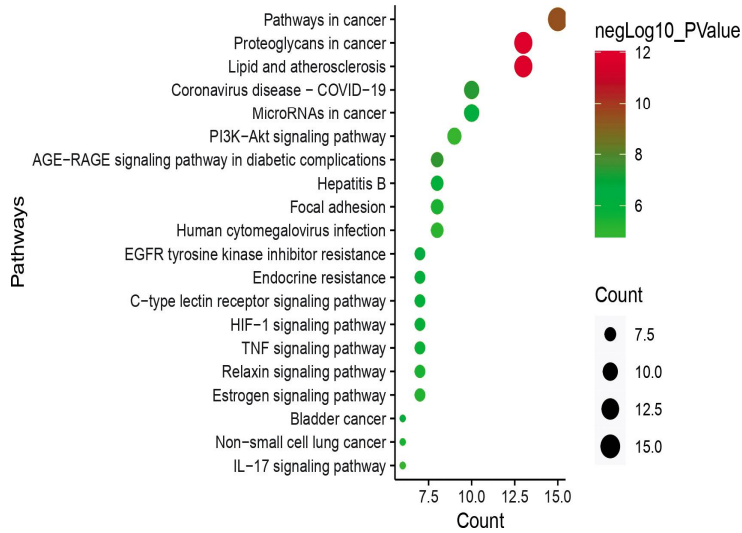 Pathways in cancer
Proteoglycans in cancer
Lipid and atherosclerosis
Coronavirus disease − COVID−19
MicroRNAs in cancer
PI3K−Akt signaling pathway
AGE−RAGE signaling pathway in diabetic complications
Hepatitis B
Focal adhesion
Human cytomegalovirus infection
EGFR tyrosine kinase inhibitor resistance
Endocrine resistance
C−type lectin receptor signaling pathway
HIF−1 signaling pathway
TNF signaling pathway
Relaxin signaling pathway
Estrogen signaling pathway
Bladder cancer
Non−small cell lung cancer
IL−17 signaling pathway
Pathways
7.5 10.0 12.5 15.0
Count
negLog10_PValue
12
10
8
6
Count
7.5
10.0
12.5
15.0